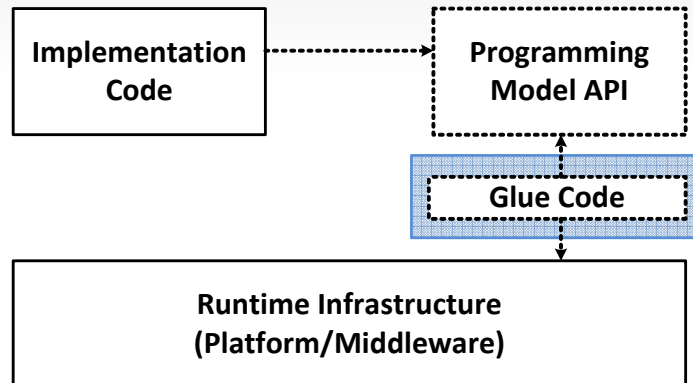 Implementation
Code
Programming
Model API
Glue Code
Runtime Infrastructure
(Platform/Middleware)